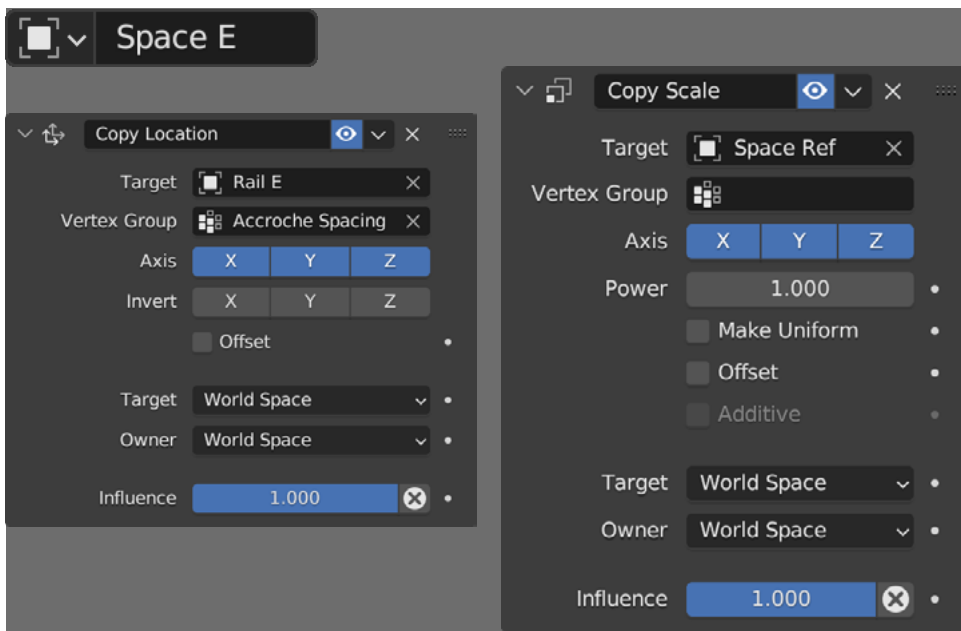 Space E
Copy Location
Target Rail E
Vertex Group Accroche Spacing
Axis X Y Z
Invert X Y Z
Offset
Target World Space
Owner World Space
Influence 1.000
Copy Scale
Target Space Ref
Vertex Group
Axis X Y Z
Power 1.000
Make Uniform
Offset
Additive
Target World Space
Owner World Space
Influence 1.000